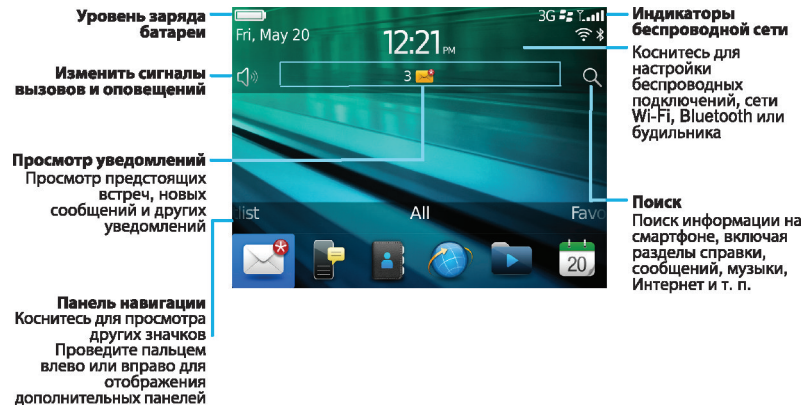 Уровень заряда
батареи
Изменить сигналы
вызовов и оповещений
Просмотр уведомлений
Просмотр предстоящих
встреч, новых
сообщений и других
уведомлений
Панель навигации
Коснитесь для просмотра
других значков
Проведите пальцем
влево или вправо для
отображения
дополнительных панелей
3G
Fri, May 20
12:21 PM
3
list All Favo
20
Индикаторы
беспроводной сети
Коснитесь для
настройки
беспроводных
подключений, сети
Wi-Fi, Bluetooth или
будильника
Поиск
Поиск информации на
смартфоне, включая
разделы справки,
сообщений, музыки,
Интернет и т. п.